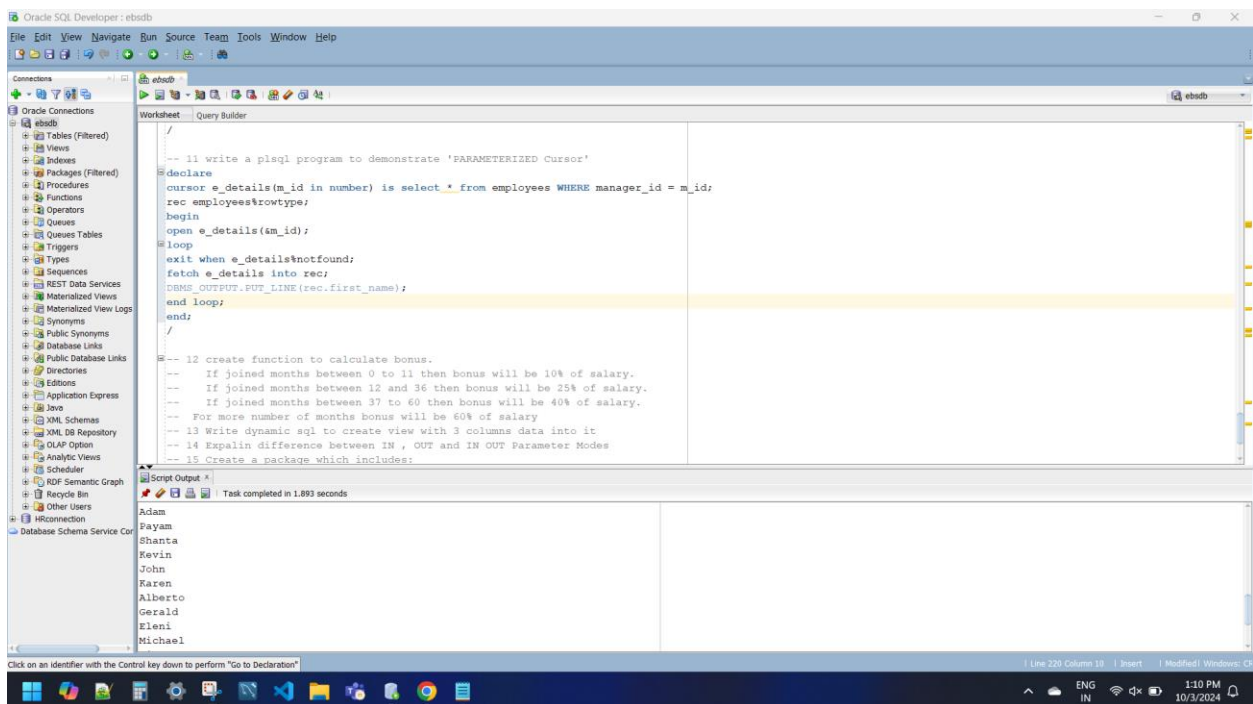 Oracle SQL Developer : ebsdb
File Edit View Navigate Run Source Team Tools Window Help
Connections
ebsdb
ebsdb
Worksheet Query Builder
Oracle Connections
ebsdb
Tables (Filtered)
Views
Indexes
Packages (Filtered)
Procedures
Functions
Operators
Queues
Queues Tables
Triggers
Types
Sequences
REST Data Services
Materialized Views
Materialized View Logs
Synonyms
Public Synonyms
Database Links
Public Database Links
Directories
Editions
Application Express
Java
XML Schemas
XML DB Repository
OLAP Option
Analytic Views
Scheduler
RDF Semantic Graph
Recycle Bin
Other Users
HRconnection
Database Schema Service Cor
/
-- 11 write a plsql program to demonstrate 'PARAMETERIZED Cursor'
declare
cursor e_details(m_id in number) is select * from employees WHERE manager_id = m_id;
rec employees%rowtype;
begin
open e_details(&m_id);
loop
exit when e_details%notfound;
fetch e_details into rec;
DBMS_OUTPUT.PUT_LINE(rec.first_name);
end loop;
end;
/
-- 12 create function to calculate bonus.
-- If joined months between 0 to 11 then bonus will be 10% of salary.
-- If joined months between 12 and 36 then bonus will be 25% of salary.
-- If joined months between 37 to 60 then bonus will be 40% of salary.
-- For more number of months bonus will be 60% of salary
-- 13 Write dynamic sql to create view with 3 columns data into it
-- 14 Expalin difference between IN , OUT and IN OUT Parameter Modes
-- 15 Create a package which includes:
Script Output
Task completed in 1.893 seconds
Adam
Payam
Shanta
Kevin
John
Karen
Alberto
Gerald
Eleni
Michael
Click on an identifier with the Control key down to perform "Go to Declaration"
Line 220 Column 10 Insert Modified Windows: CR
ENG
IN
1:10 PM
10/3/2024